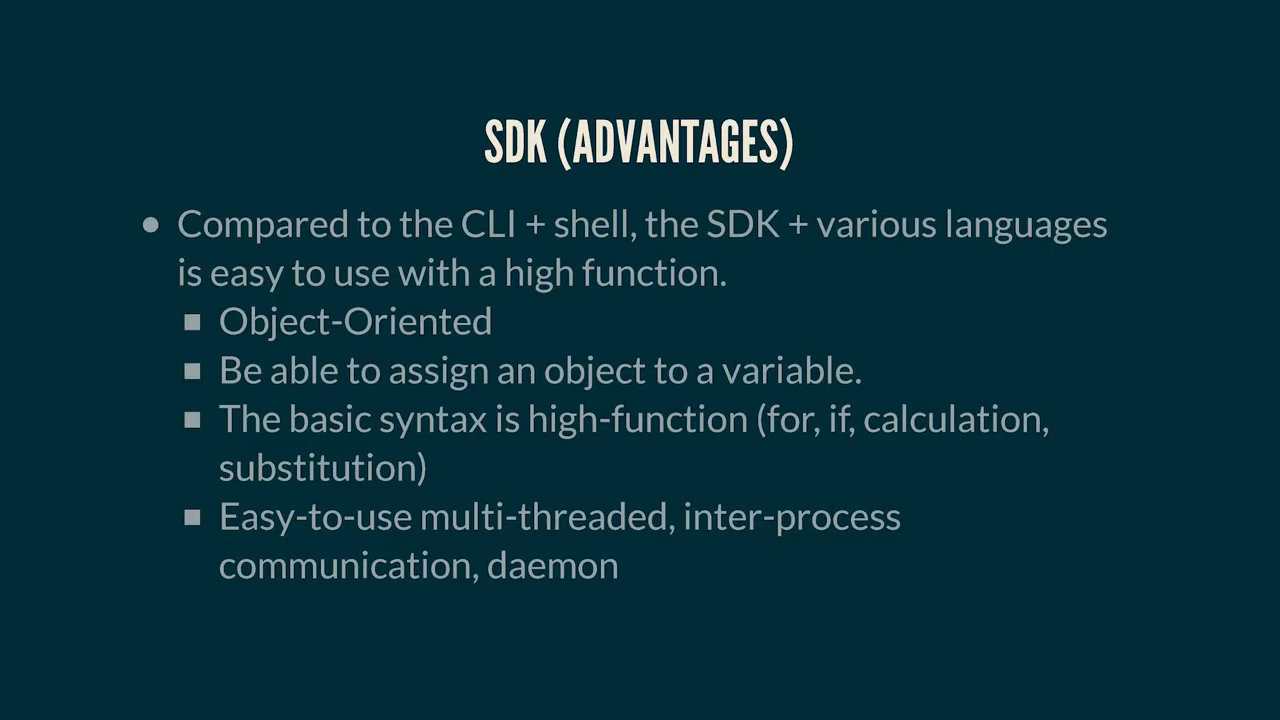 SDK (ADVANTAGES)
• Compared to the CLI + shell, the SDK + various languages
is easy to use with a high function.
▪ Object-Oriented
▪ Be able to assign an object to a variable.
▪ The basic syntax is high-function (for, if, calculation,
substitution)
▪ Easy-to-use multi-threaded, inter-process
communication, daemon